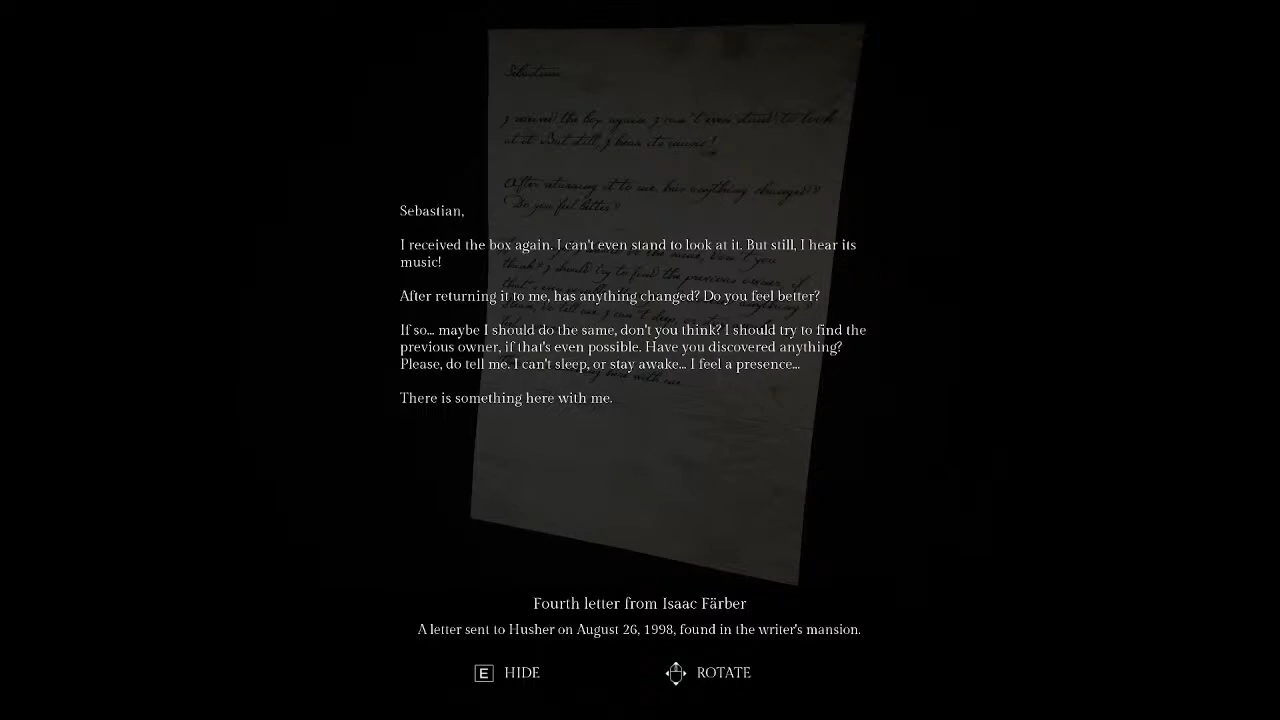 Sebastian,
I received the box again. I can't even stand to look at it. But still, I hear its
music!
After returning it to me, has anything changed? Do you feel better?
If so... maybe I should do the same, don't you think? I should try to find the
previous owner, if that's even possible. Have you discovered anything?
Please, do tell me. I can't sleep, or stay awake... I feel a presence...
There is something here with me.
Fourth letter from Isaac Färber
A letter sent to Husher on August 26, 1998, found in the writer's mansion.
E HIDE ROTATE